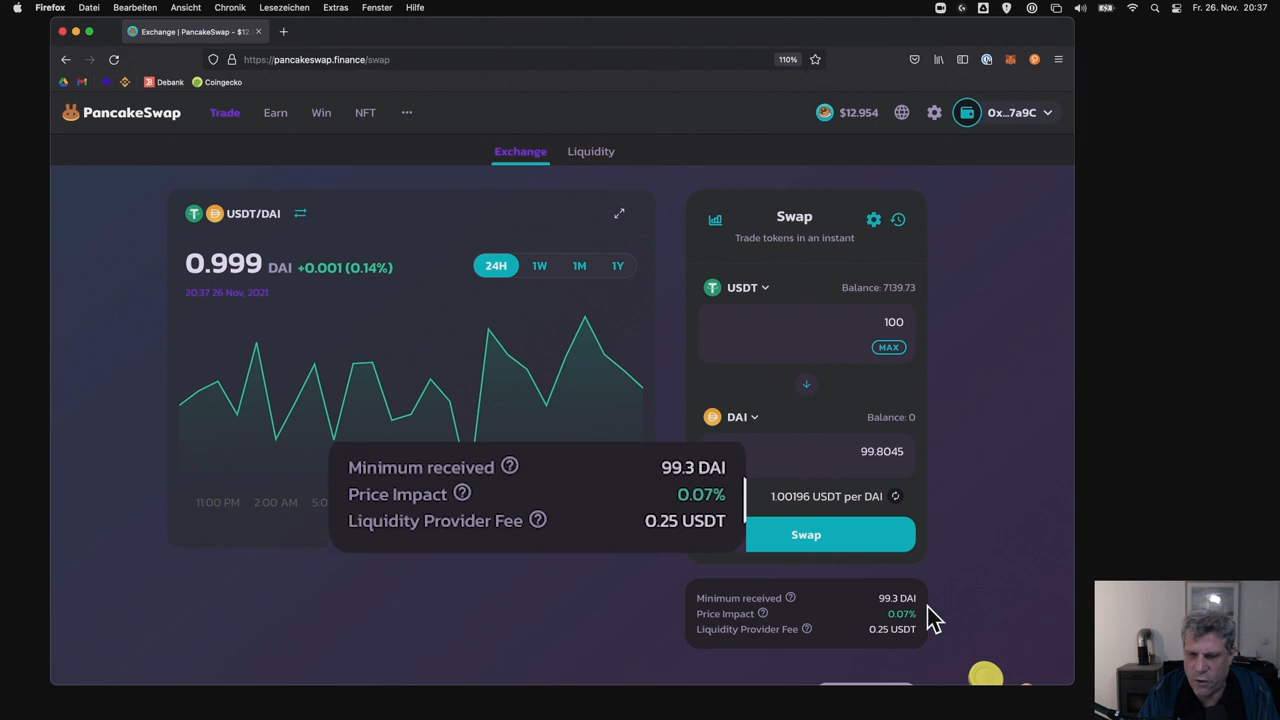 Firefox Datei Bearbeiten Ansicht Chronik Lesezeichen Extras Fenster Hilfe Fr. 26. Nov. 20:37
Exchange | PancakeSwap - $12
https://pancakeswap.finance/swap 110%
Debank Coingecko
PancakeSwap Trade Earn Win NFT $12.954 0x...7a9C
Exchange Liquidity
USDT/DAI
0.999 DAI +0.001 (0.14%)
20:37 26 Nov, 2021
24H 1W 1M 1Y
11:00 PM 2:00 AM 5:0
Swap
Trade tokens in an instant
USDT Balance: 7139.73
100
MAX
DAI Balance: 0
99.8045
1.00196 USDT per DAI
Swap
Minimum received 99.3 DAI
Price Impact 0.07%
Liquidity Provider Fee 0.25 USDT
Minimum received 99.3 DAI
Price Impact 0.07%
Liquidity Provider Fee 0.25 USDT